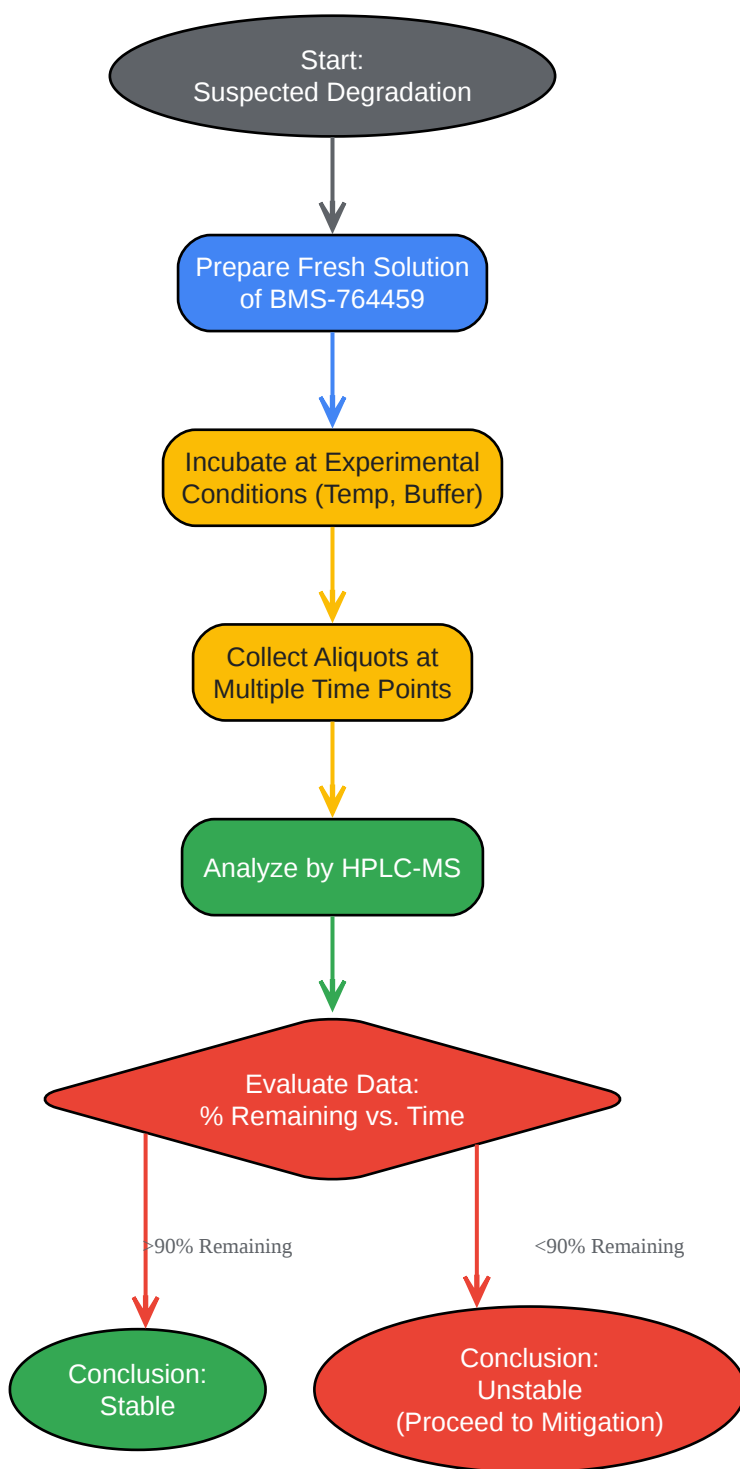 Start:
Suspected Degradation
Prepare Fresh Solution
of BMS-764459
Incubate at Experimental
Conditions (Temp, Buffer)
Collect Aliquots at
Multiple Time Points
Analyze by HPLC-MS
Evaluate Data:
% Remaining vs. Time
>90% Remaining
<90% Remaining
Conclusion:
Stable
Conclusion:
Unstable
(Proceed to Mitigation)